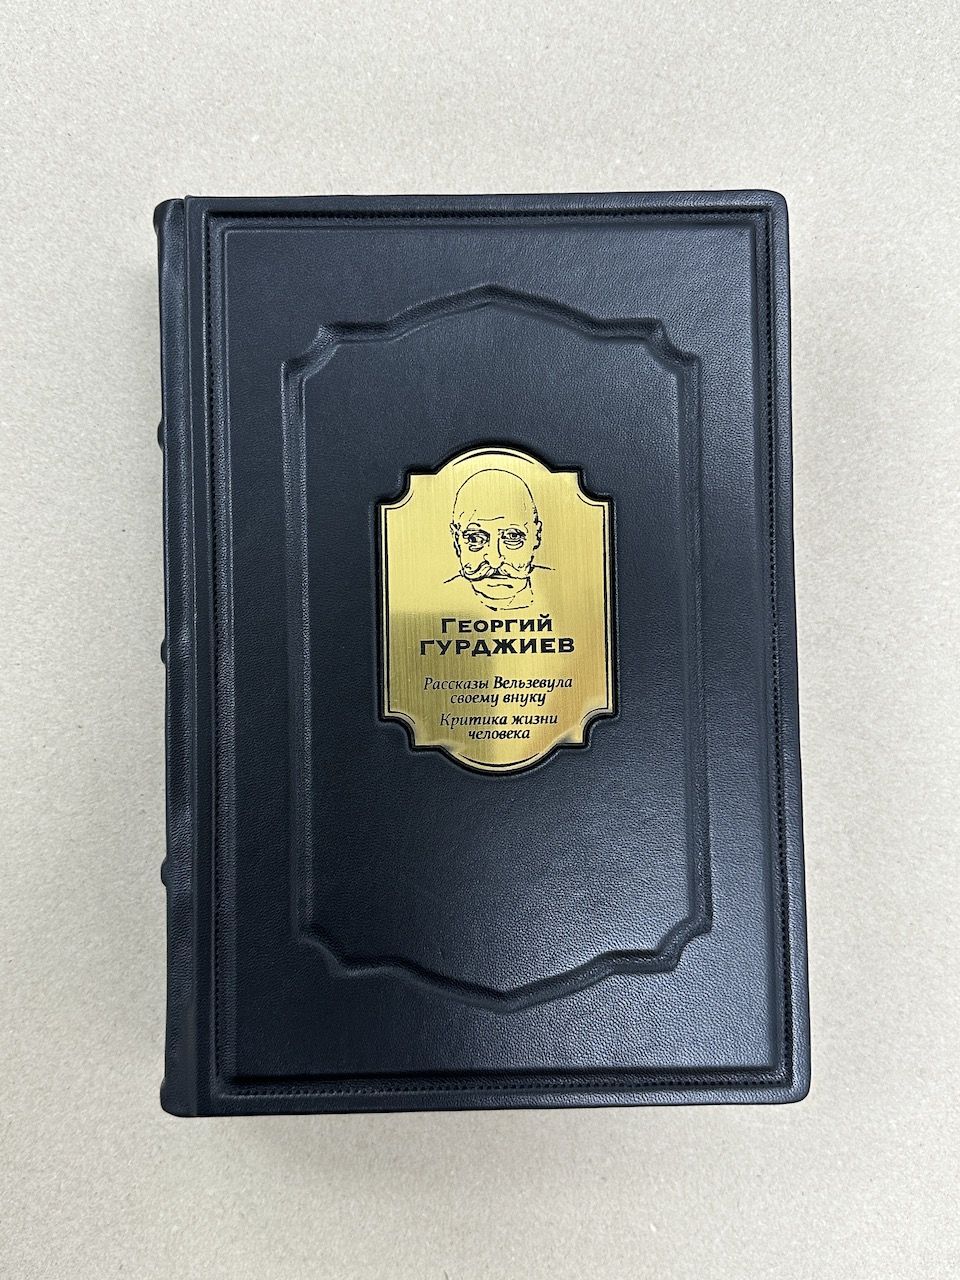 Георгий
Гурджиев
Рассказы Вельзевула
своему внуку
Критика жизни
человека